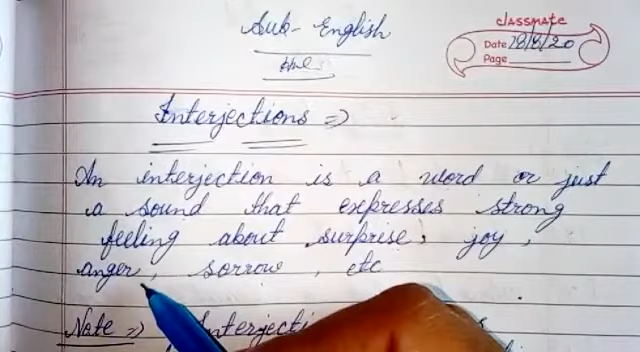 Sub- English
H.W.
classmate
Date 18/8/20
Page
Interjections ⇒
An interjection is a word or just
a sound that expresses strong
feeling about surprise, joy,
anger, sorrow, etc
Note ⇒ Interjecti